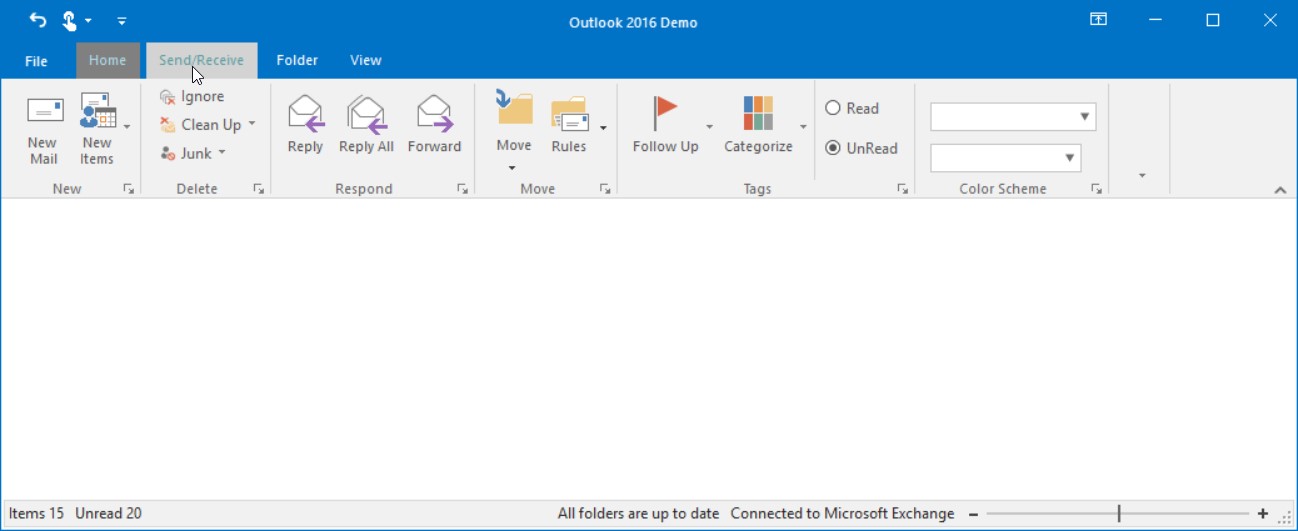 Outlook 2016 Demo
File Home Send/Receive Folder View
Ignore
Clean Up
Junk
New Mail
New Items
Reply
Reply All
Forward
Move
Rules
Follow Up
Categorize
Read
UnRead
New
Delete
Respond
Move
Tags
Color Scheme
Items 15 Unread 20
All folders are up to date Connected to Microsoft Exchange